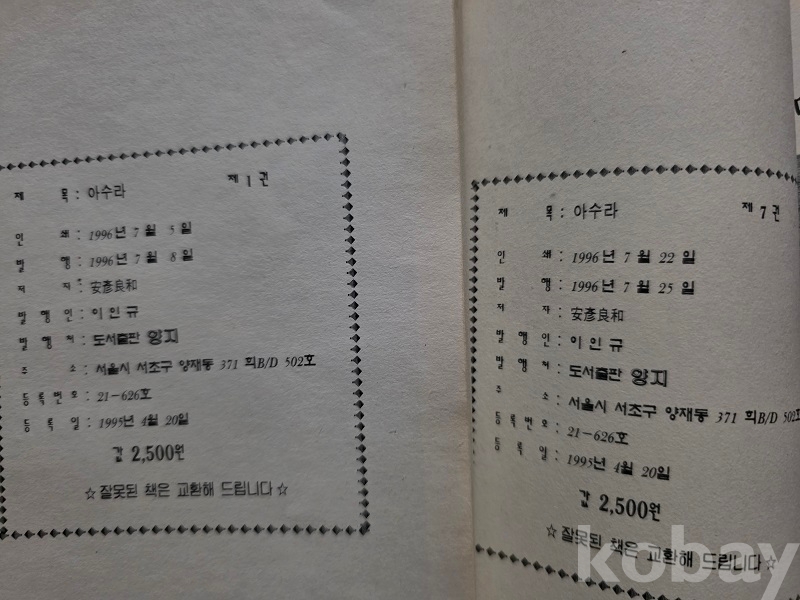 제 1 권
제 목 : 아수라
인 쇄 : 1996년 7 월 5 일
발 행 : 1996년 7 월 8 일
저 자 : 安彦良和
발 행 인 : 이 인 규
발 행 처 : 도서출판 양지
주 소 : 서울시 서초구 양재동 371 희B/D 502호
등 록 번 호 : 21-626호
등 록 일 : 1995년 4월 20일
값 2,500원
☆잘못된 책은 교환해 드립니다☆
제 7 권
제 목 : 아수라
인 쇄 : 1996년 7 월 22 일
발 행 : 1996년 7 월 25 일
저 자 : 安彦良和
발 행 인 : 이 인 규
발 행 처 : 도서출판 양지
주 소 : 서울시 서초구 양재동 371 희B/D 502호
등 록 번 호 : 21-626호
등 록 일 : 1995년 4월 20일
값 2,500원
☆잘못된 책은 교환해 드립니다☆
kobay